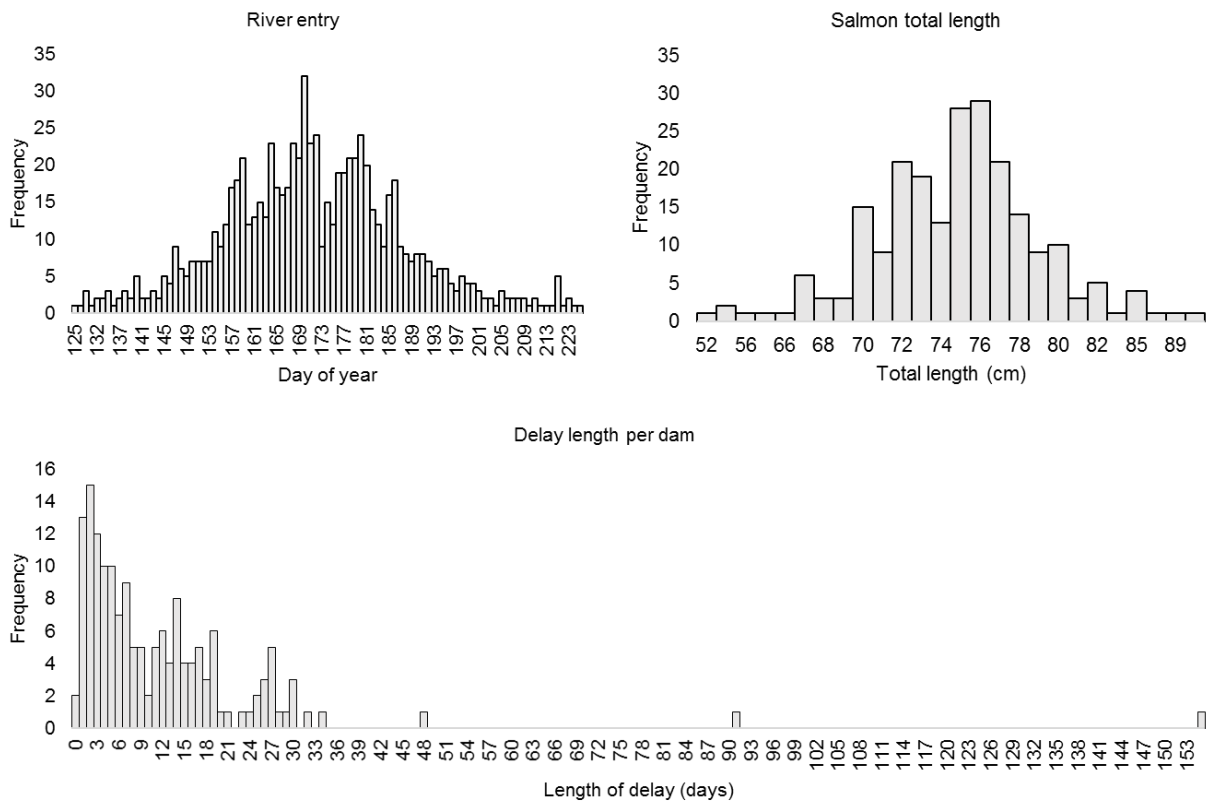 River entry
35
30
25
20
15
10
5
0
Frequency
125 132 137 141 145 149 153 157 161 165 169 173 177 181 185 189 193 197 201 205 209 213 223
Day of year
Salmon total length
35
30
25
20
15
10
5
0
Frequency
52 56 66 68 70 72 74 76 78 80 82 85 89
Total length (cm)
Delay length per dam
16
14
12
10
8
6
4
2
0
Frequency
0 3 6 9 12 15 18 21 24 27 30 33 36 39 42 45 48 51 54 57 60 63 66 69 72 75 78 81 84 87 90 93 96 99 102 105 108 111 114 117 120 123 126 129 132 135 138 141 144 147 150 153
Length of delay (days)